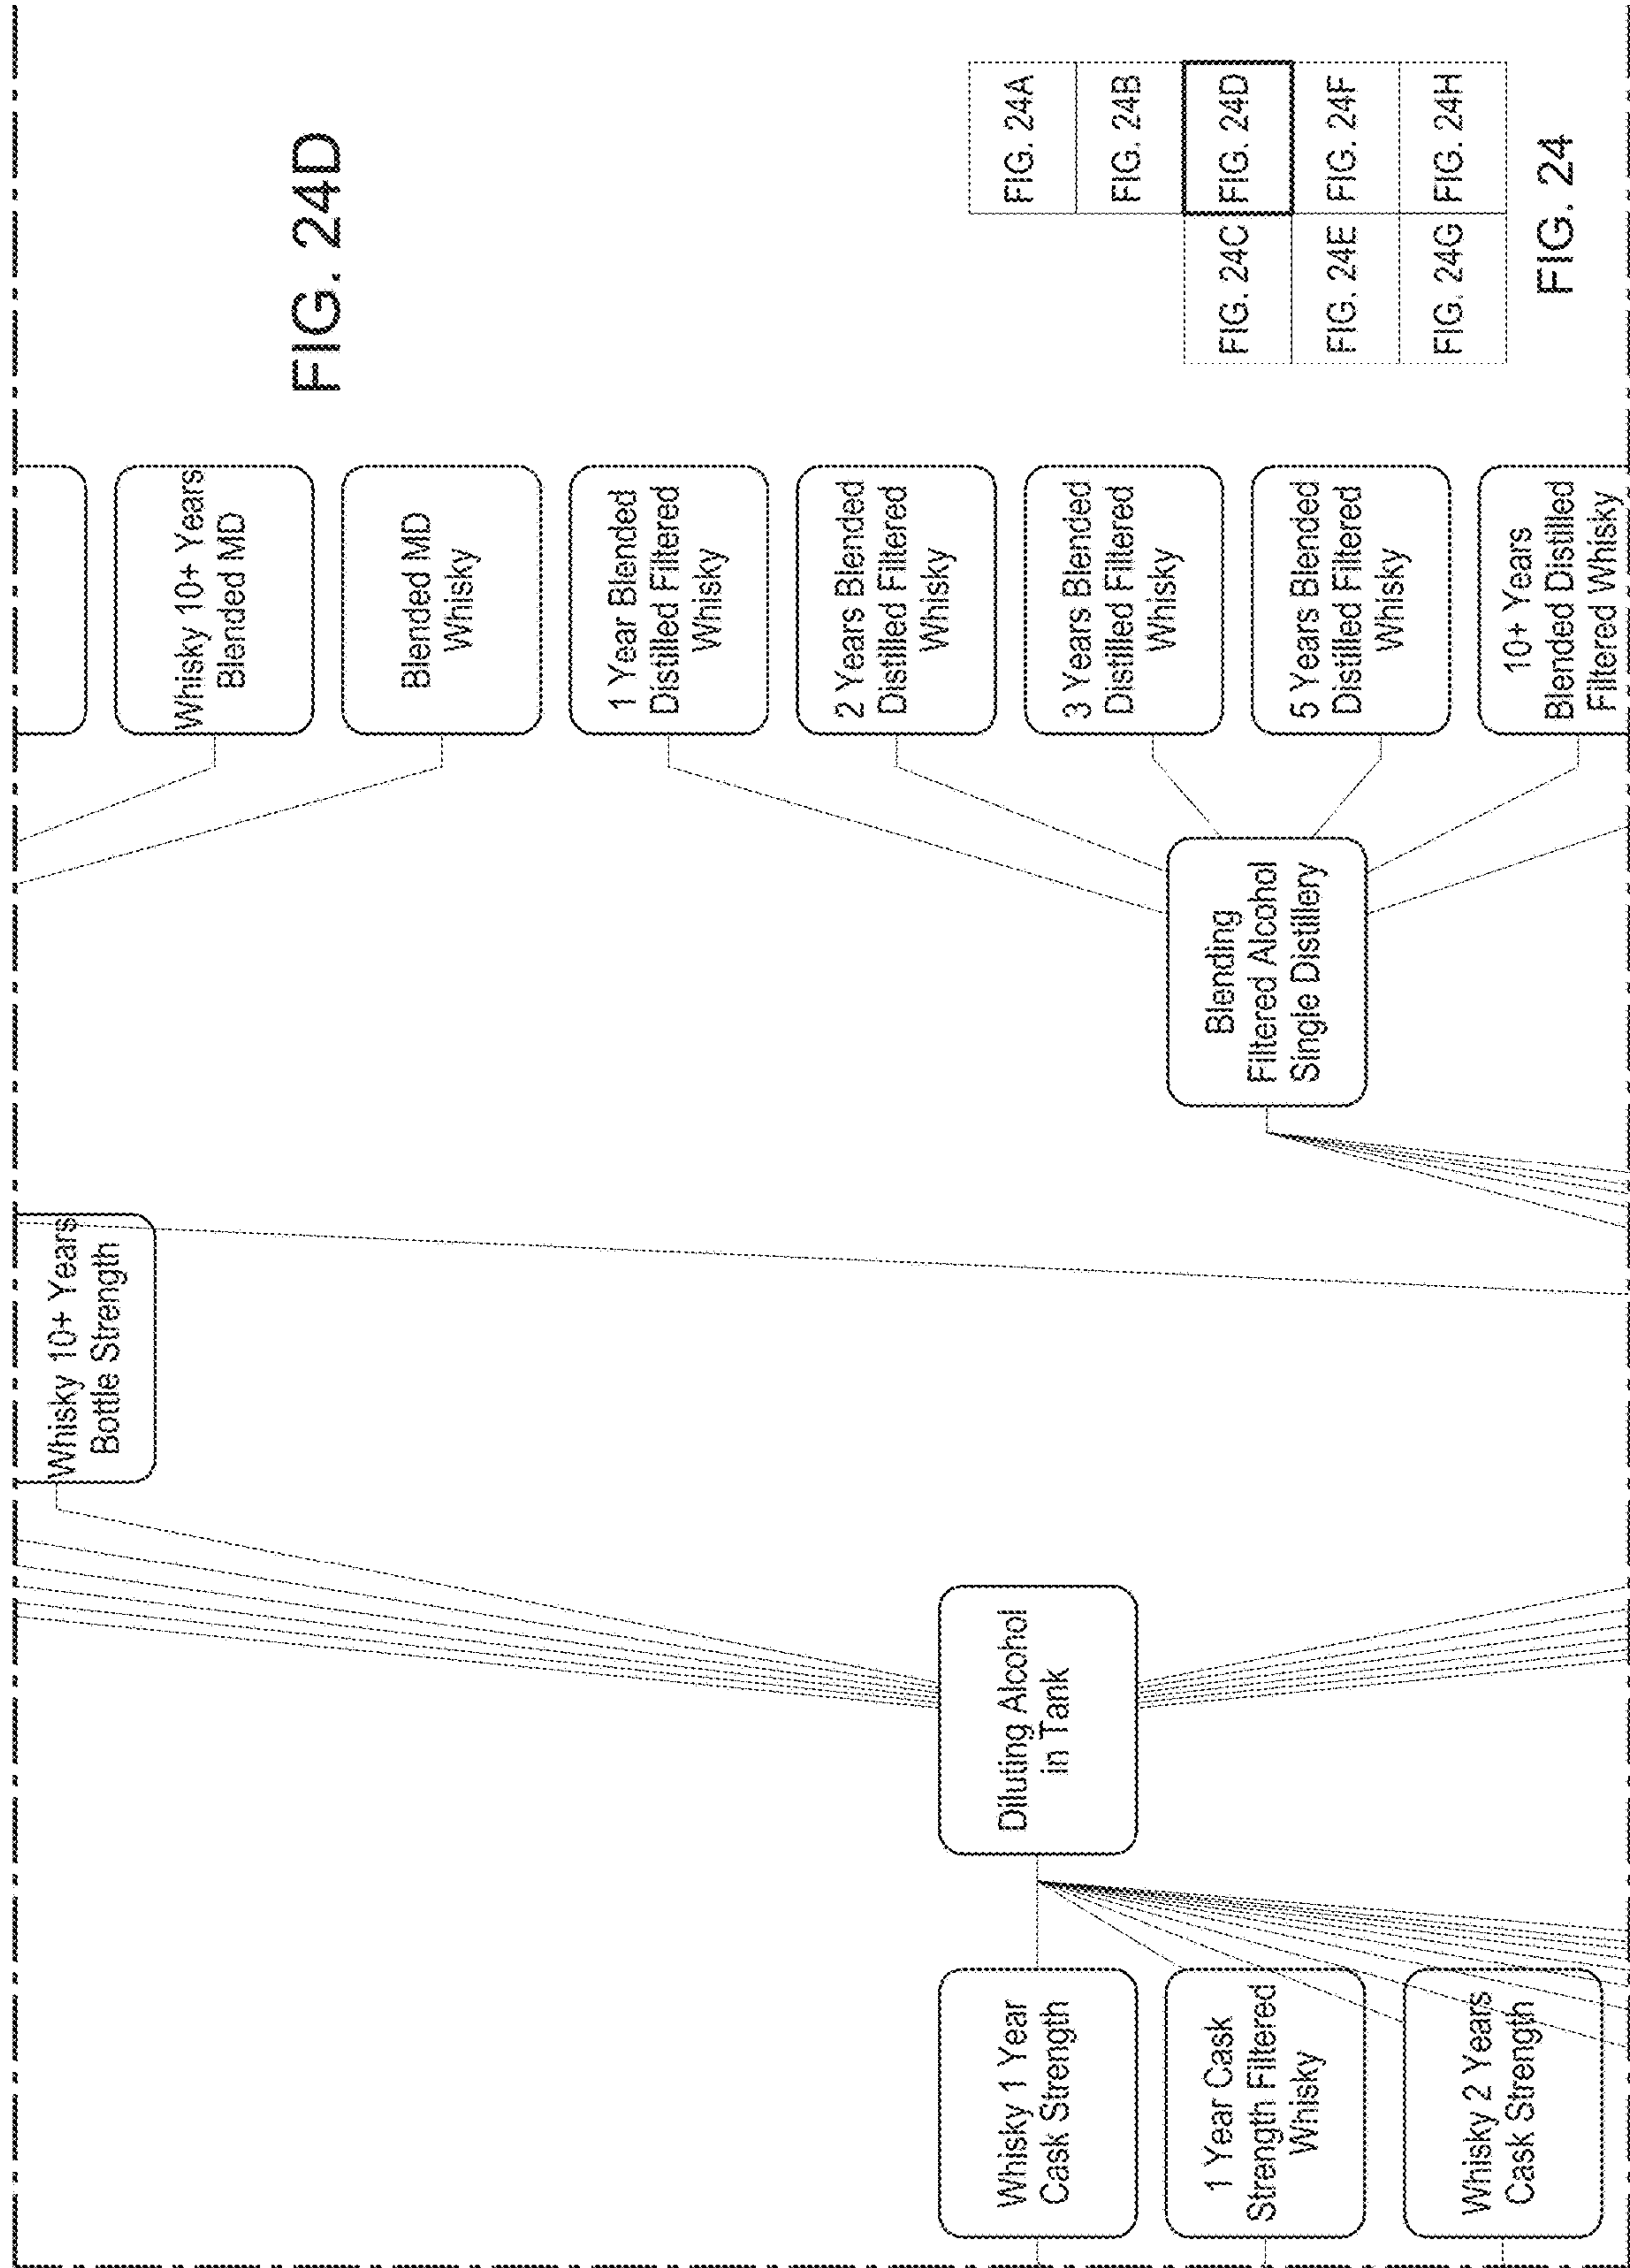 FIG. 24D
Whisky 10+ Years
Bottle Strength
Whisky 10+ Years
Blended MD
Blended MD
Whisky
1 Year Blended
Distilled Filtered
Whisky
2 Years Blended
Distilled Filtered
Whisky
3 Years Blended
Distilled Filtered
Whisky
5 Years Blended
Distilled Filtered
Whisky
10+ Years
Blended Distilled
Filtered Whisky
Blending
Filtered Alcohol
Single Distillery
Diluting Alcohol
in Tank
Whisky 1 Year
Cask Strength
1 Year Cask
Strength Filtered
Whisky
Whisky 2 Years
Cask Strength
FIG. 24A
FIG. 24B
FIG. 24C FIG. 24D
FIG. 24E FIG. 24F
FIG. 24G FIG. 24H
FIG. 24